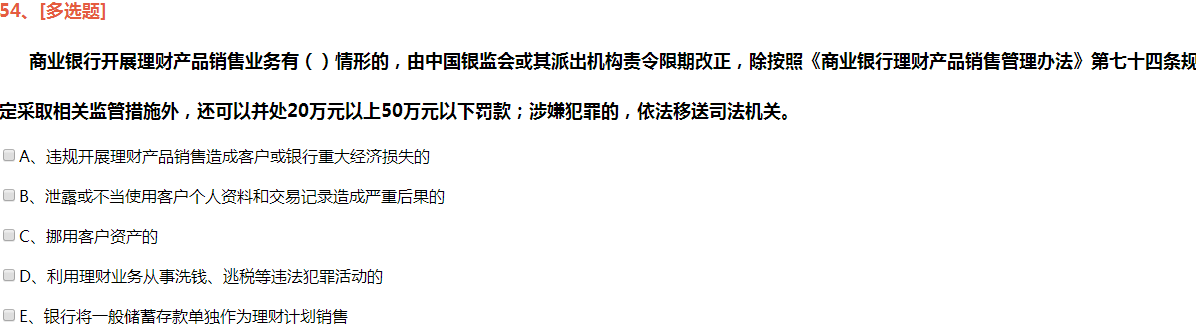 54、[多选题]
商业银行开展理财产品销售业务有（ ）情形的，由中国银监会或其派出机构责令限期改正，除按照《商业银行理财产品销售管理办法》第七十四条规
定采取相关监管措施外，还可以并处20万元以上50万元以下罚款；涉嫌犯罪的，依法移送司法机关。
A、违规开展理财产品销售造成客户或银行重大经济损失的
B、泄露或不当使用客户个人资料和交易记录造成严重后果的
C、挪用客户资产的
D、利用理财业务从事洗钱、逃税等违法犯罪活动的
E、银行将一般储蓄存款单独作为理财计划销售